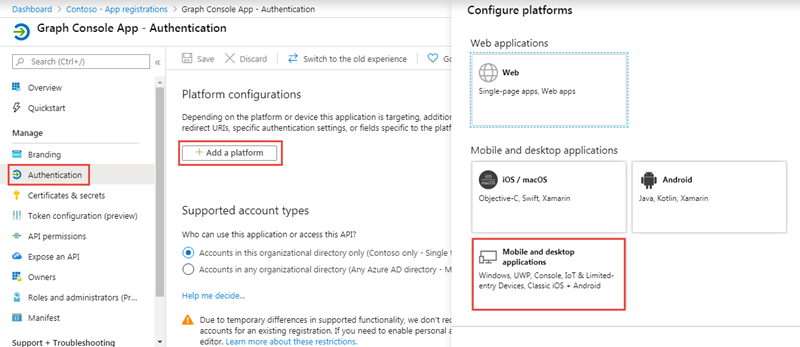 Dashboard > Contoso - App registrations > Graph Console App - Authentication
Graph Console App - Authentication
Search (Ctrl+/)
«
Overview
Quickstart
Manage
Branding
Authentication
Certificates & secrets
Token configuration (preview)
API permissions
Expose an API
Owners
Roles and administrators (Pr...
Manifest
Support + Troubleshooting
Save
Discard
Switch to the old experience
Go
Platform configurations
Depending on the platform or device this application is targeting, addition
redirect URIs, specific authentication settings, or fields specific to the platf
+ Add a platform
Supported account types
Who can use this application or access this API?
Accounts in this organizational directory only (Contoso only - Single t
Accounts in any organizational directory (Any Azure AD directory - M
Help me decide...
Due to temporary differences in supported functionality, we don't rec
accounts for an existing registration. If you need to enable personal a
editor. Learn more about these restrictions.
Configure platforms
Web applications
Web
Single-page apps, Web apps
Mobile and desktop applications
iOS / macOS
Objective-C, Swift, Xamarin
Android
Java, Kotlin, Xamarin
Mobile and desktop
applications
Windows, UWP, Console, IoT & Limited-
entry Devices, Classic iOS + Android